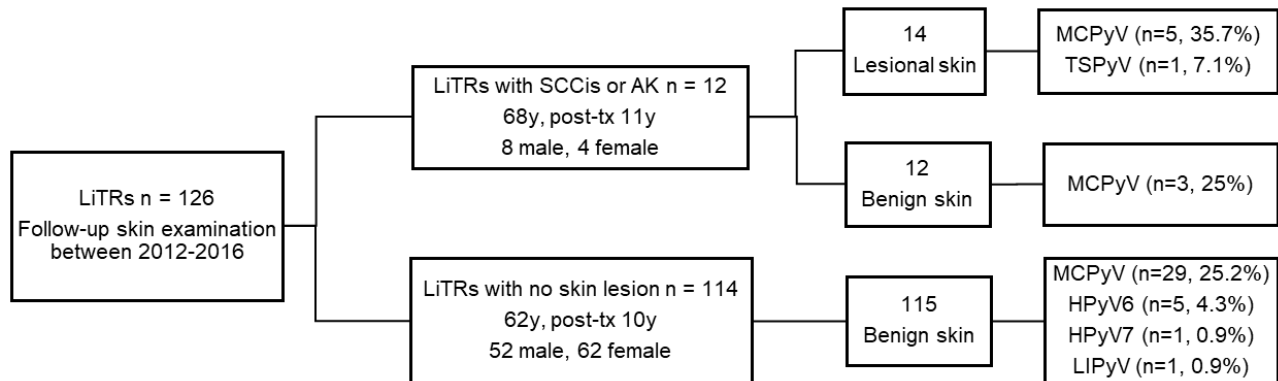 LiTRs n = 126
Follow-up skin examination
between 2012-2016
LiTRs with SCCis or AK n = 12
68y, post-tx 11y
8 male, 4 female
14
Lesional skin
MCPyV (n=5, 35.7%)
TSPyV (n=1, 7.1%)
12
Benign skin
MCPyV (n=3, 25%)
LiTRs with no skin lesion n = 114
62y, post-tx 10y
52 male, 62 female
115
Benign skin
MCPyV (n=29, 25.2%)
HPyV6 (n=5, 4.3%)
HPyV7 (n=1, 0.9%)
LIPyV (n=1, 0.9%)